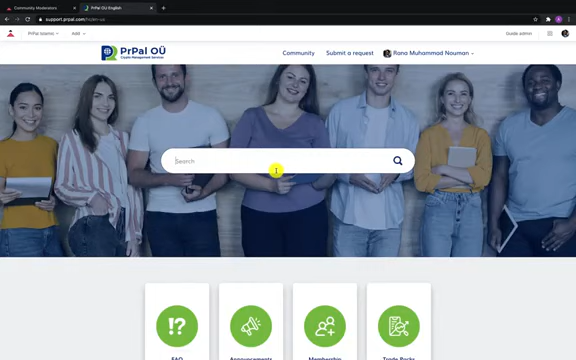 Community Moderators
PrPal OÜ English
support.prpal.com/hc/en-us
PrPal Islamic
Add
Guide admin
PrPal OÜ
Crypto Management Services
Community
Submit a request
Rana Muhammad Nouman
Search
!?
FAQ
Announcements
Membership
Trade Packs